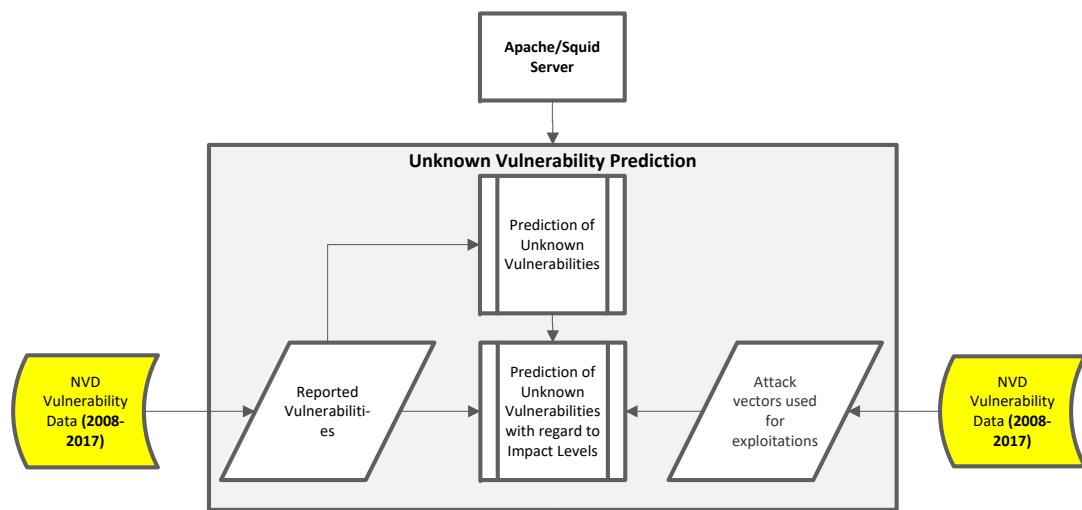 Apache/Squid
Server
Unknown Vulnerability Prediction
Prediction of
Unknown
Vulnerabilities
NVD
Vulnerability
Data (2008-
2017)
Reported
Vulnerabiliti-
es
Prediction of
Unknown
Vulnerabilities
with regard to
Impact Levels
Attack
vectors used for
exploitations
NVD
Vulnerability
Data (2008-
2017)